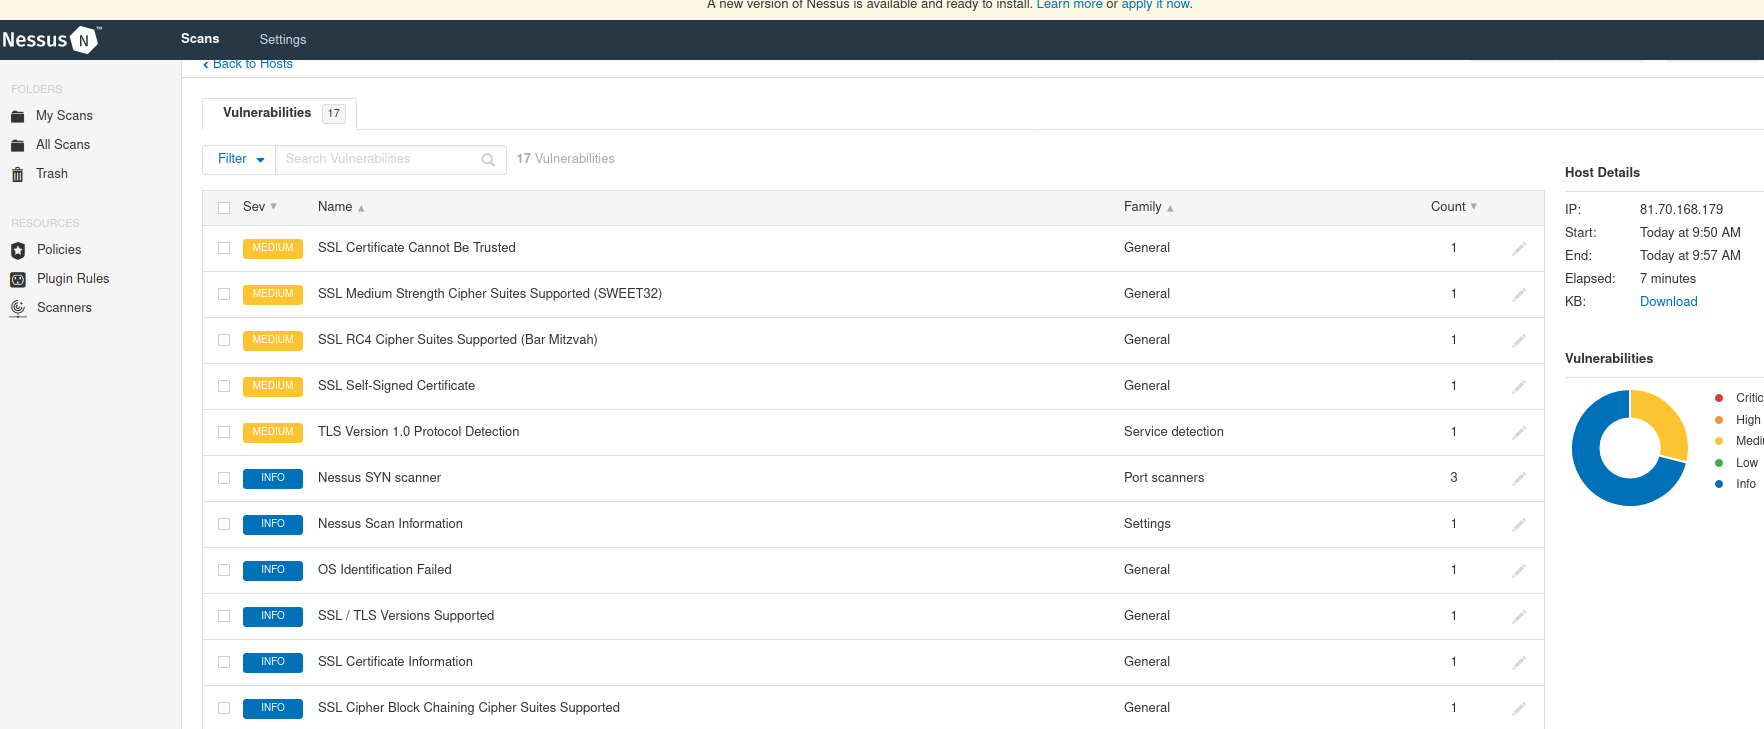 A new version of Nessus is available and ready to install. Learn more or apply it now.
Nessus N
Scans
Settings
Back to Hosts
FOLDERS
My Scans
All Scans
Trash
RESOURCES
Policies
Plugin Rules
Scanners
Vulnerabilities 17
Filter
Search Vulnerabilities
17 Vulnerabilities
Sev Name Family Count
MEDIUM SSL Certificate Cannot Be Trusted General 1
MEDIUM SSL Medium Strength Cipher Suites Supported (SWEET32) General 1
MEDIUM SSL RC4 Cipher Suites Supported (Bar Mitzvah) General 1
MEDIUM SSL Self-Signed Certificate General 1
MEDIUM TLS Version 1.0 Protocol Detection Service detection 1
INFO Nessus SYN scanner Port scanners 3
INFO Nessus Scan Information Settings 1
INFO OS Identification Failed General 1
INFO SSL / TLS Versions Supported General 1
INFO SSL Certificate Information General 1
INFO SSL Cipher Block Chaining Cipher Suites Supported General 1
Host Details
IP: 81.70.168.179
Start: Today at 9:50 AM
End: Today at 9:57 AM
Elapsed: 7 minutes
KB: Download
Vulnerabilities
Critic
High
Medi
Low
Info